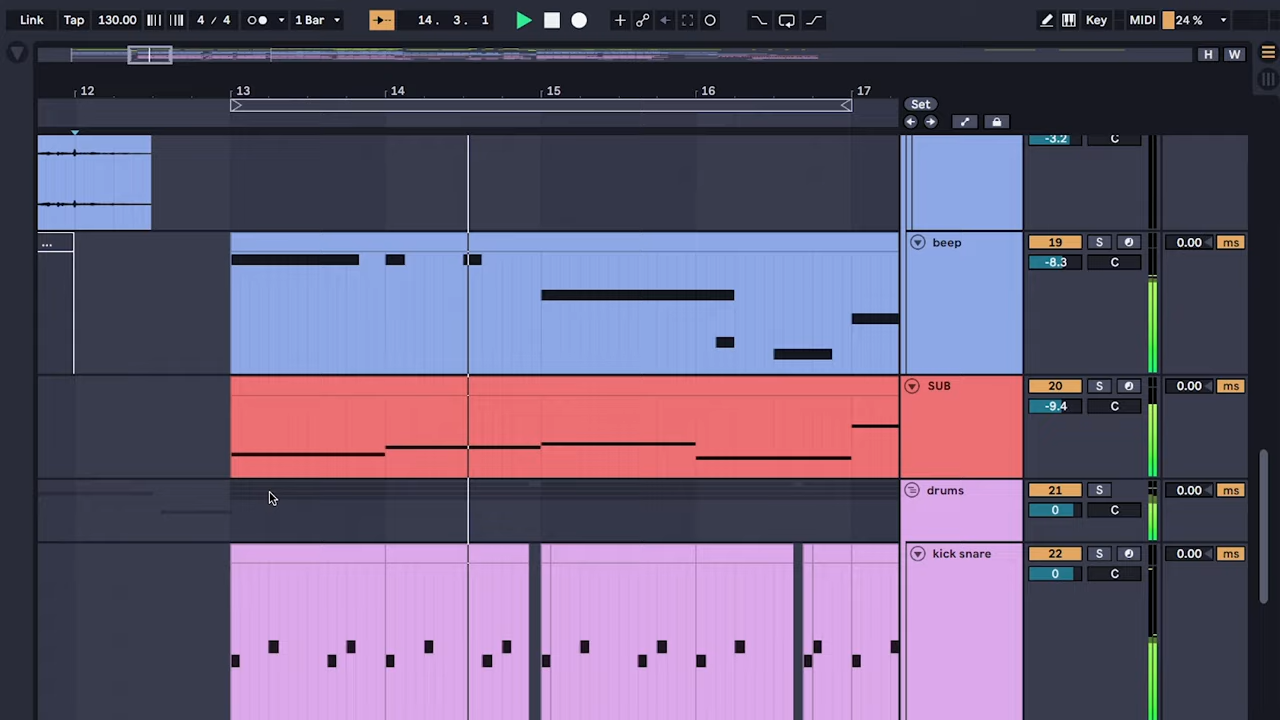 Link Tap 130.00 4 / 4 1 Bar 14. 3. 1 Key MIDI 24 %
H W
12 13 14 15 16 17
Set
-3.2 C
... beep 19 S 0.00 ms
-8.3 C
SUB 20 S 0.00 ms
-9.4 C
drums 21 S 0.00 ms
0 C
kick snare 22 S 0.00 ms
0 C